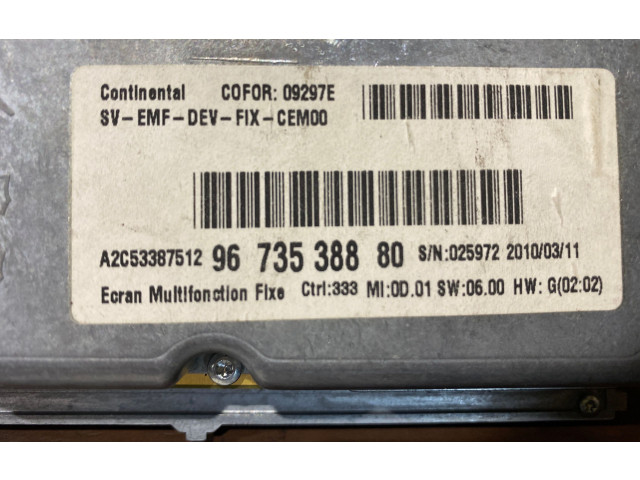 Continental COFOR: 09297E
SV-EMF-DEV-FIX-CEM00
A2C53387512 96 735 388 80 S/N:025972 2010/03/11
Ecran Multifonction Fixe Ctrl:333 MI:0D.01 SW:06.00 HW: G(02:02)